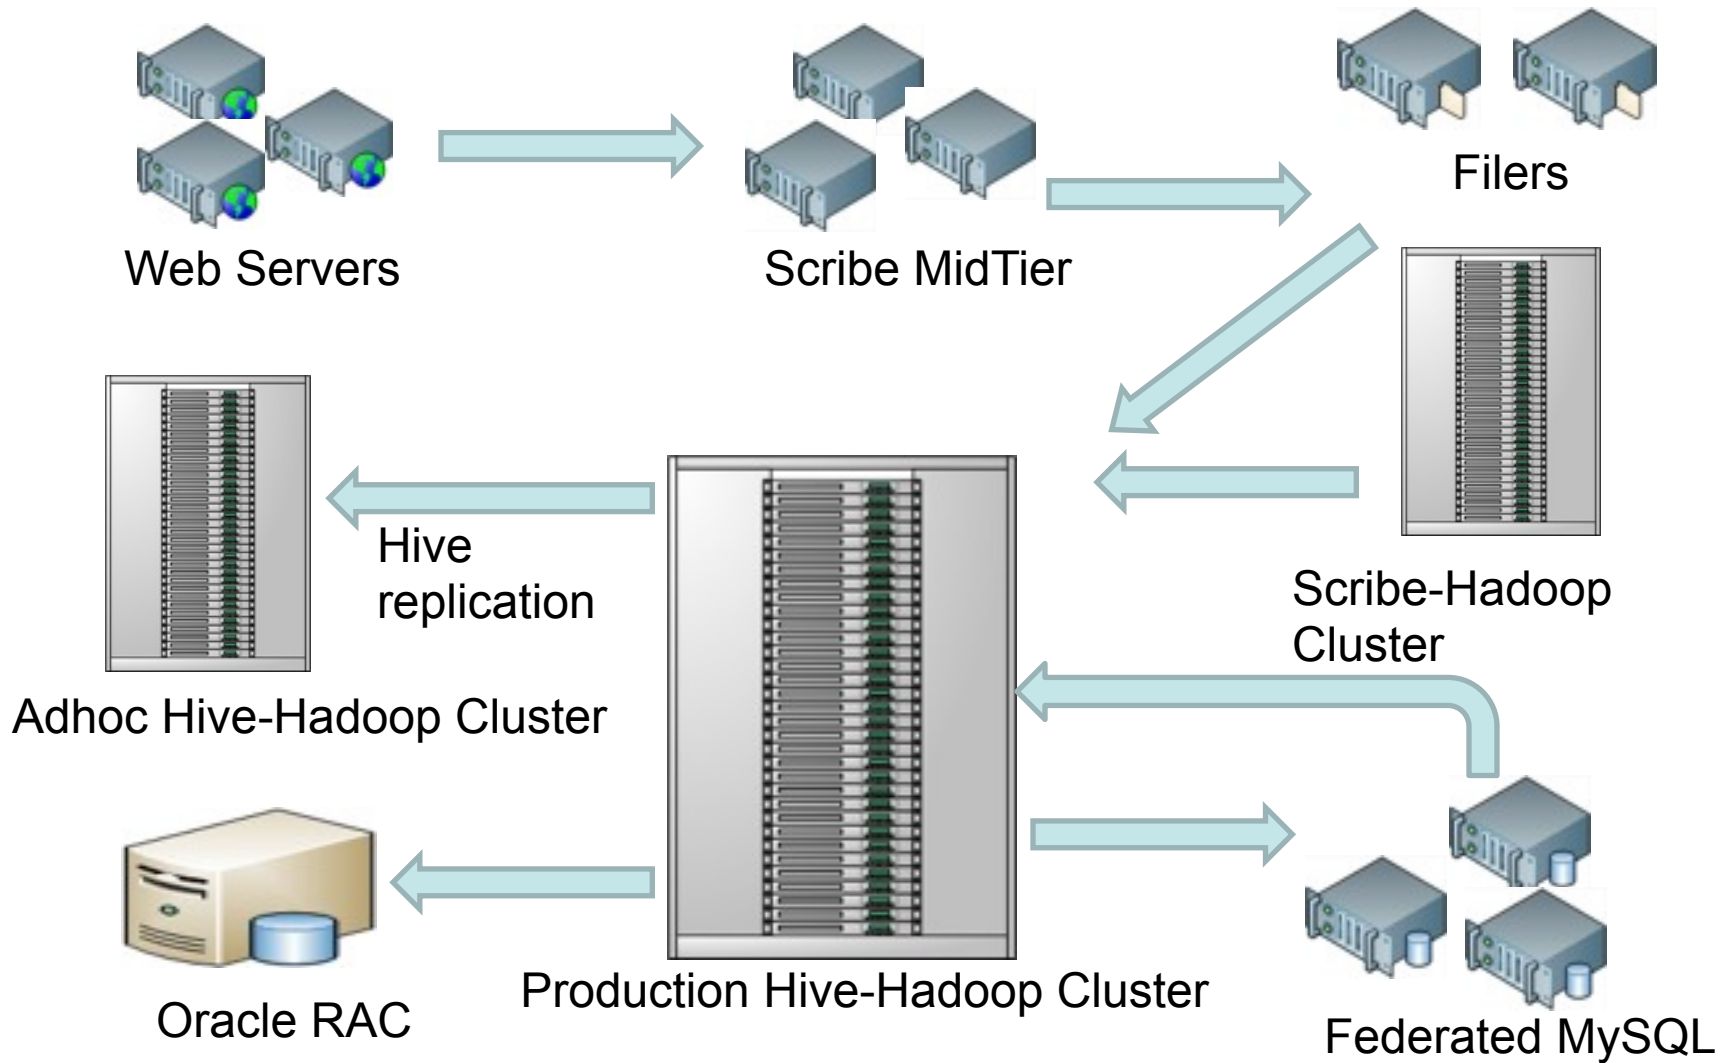 Filers
Web Servers
Scribe MidTier
Hive
replication
Scribe-Hadoop
Cluster
Adhoc Hive-Hadoop Cluster
Production Hive-Hadoop Cluster
Oracle RAC
Federated MySQL